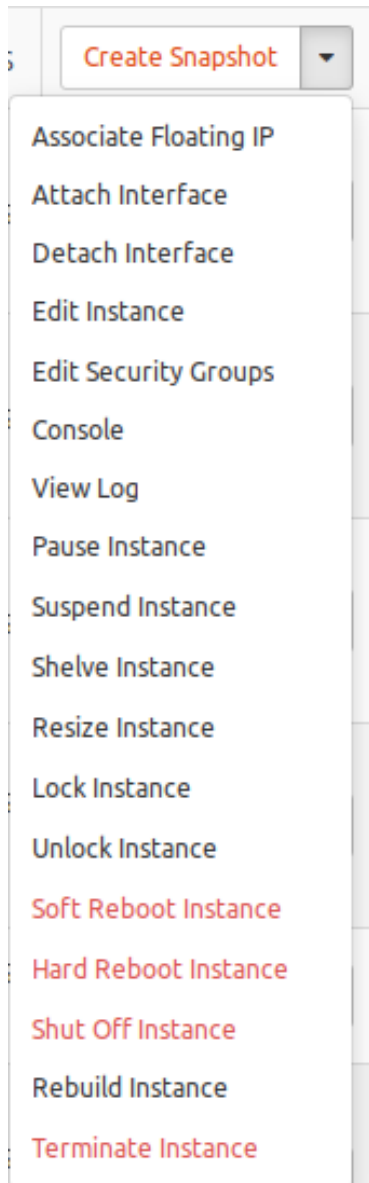 Create Snapshot
Associate Floating IP
Attach Interface
Detach Interface
Edit Instance
Edit Security Groups
Console
View Log
Pause Instance
Suspend Instance
Shelve Instance
Resize Instance
Lock Instance
Unlock Instance
Soft Reboot Instance
Hard Reboot Instance
Shut Off Instance
Rebuild Instance
Terminate Instance